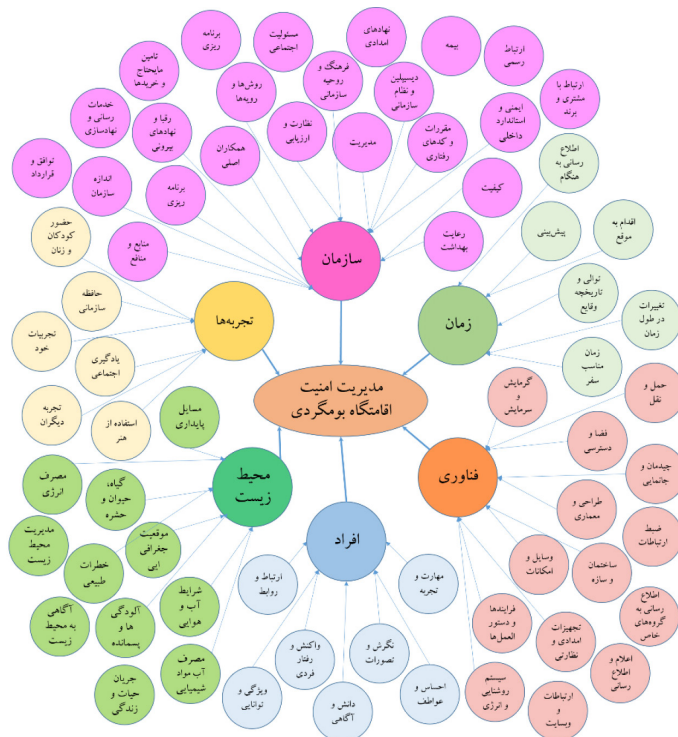 برنامه
ریزی
مسئولیت
اجتماعی
نهادهای
امدادی
بیمه
ارتباط
رسمی
تامین
مایحتاج
و خریدها
روش‌ها و
رویه‌ها
فرهنگ و
روحیه
سازمانی
دیسیپلین
و نظام
سازمانی
ایمنی و
استاندارد
داخلی
ارتباط با
مشتری و
برند
خدمات
رسانی و
نهادسازی
رقبا و
نهادهای
بیرونی
همکاران
اصلی
نظارت و
ارزیابی
مدیریت
مقررات
و کدهای
رفتاری
اطلاع
رسانی به
هنگام
توافق و
قرارداد
اندازه
سازمان
برنامه
ریزی
کیفیت
حضور
کودکان
و زنان
منابع و
منافع
رعایت
بهداشت
پیش‌بینی
اقدام به
موقع
سازمان
حافظه
سازمانی
تجربه‌ها
زمان
توالی و
تاریخچه
وقایع
تغییرات
در طول
زمان
تجربیات
خود
یادگیری
اجتماعی
زمان
مناسب
سفر
تجربه
دیگران
استفاده از
هنر
مسایل
پایداری
مدیریت امنیت
اقامتگاه بومگردی
گرمایش
و
سرمایش
حمل و
نقل
مصرف
انرژی
گیاه،
حیوان و
حشره
محیط
زیست
فناوری
فضا و
دسترسی
چیدمان و
جانمایی
مدیریت
محیط
زیست
خطرات
طبیعی
موقعیت
جغرافی
ایی
افراد
طراحی و
معماری
ضبط
ارتباطات
آگاهی
به محیط
زیست
آلودگی
ها و
پسمانده
شرایط
آب و
هوایی
ارتباط و
روابط
مهارت و
تجربه
وسایل و
امکانات
ساختمان
و سازه
اطلاع
رسانی به
گروه‌های
خاص
جریان
حیات و
زندگی
مصرف
آب مواد
شیمیایی
ویژگی و
توانایی
واکنش و
رفتار
فردی
دانش و
آگاهی
نگرش و
تصورات
احساس و
عواطف
فرایندها
و دستور
العمل‌ها
تجهیزات
امدادی و
نظارتی
اعلام و
اطلاع
رسانی
سیستم
روشنایی
و انرژی
ارتباطات
و
وبسایت